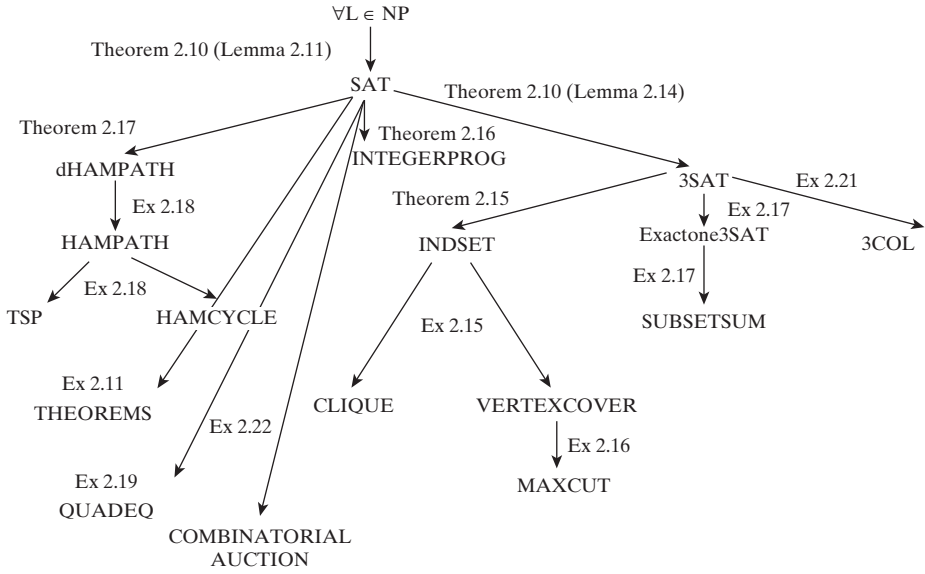 ∀L ∈ NP
Theorem 2.10 (Lemma 2.11)
SAT
Theorem 2.10 (Lemma 2.14)
Theorem 2.17
Theorem 2.16
INTEGERPROG
dHAMPATH
3SAT
Ex 2.21
Theorem 2.15
Ex 2.18
Ex 2.17
HAMPATH
INDSET
Exactone3SAT
3COL
Ex 2.18
Ex 2.17
TSP
HAMCYCLE
SUBSETSUM
Ex 2.15
Ex 2.11
THEOREMS
CLIQUE
VERTEXCOVER
Ex 2.22
Ex 2.16
Ex 2.19
QUADEQ
MAXCUT
COMBINATORIAL
AUCTION